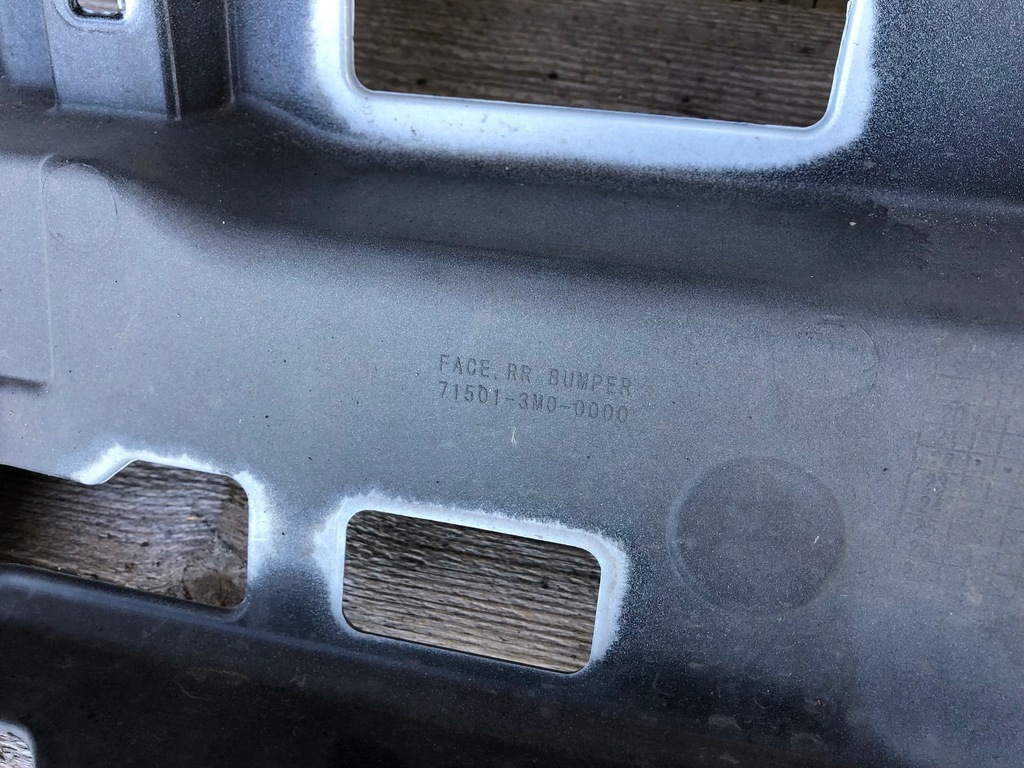 FACE, RR BUMPER
71501-3M0-0000